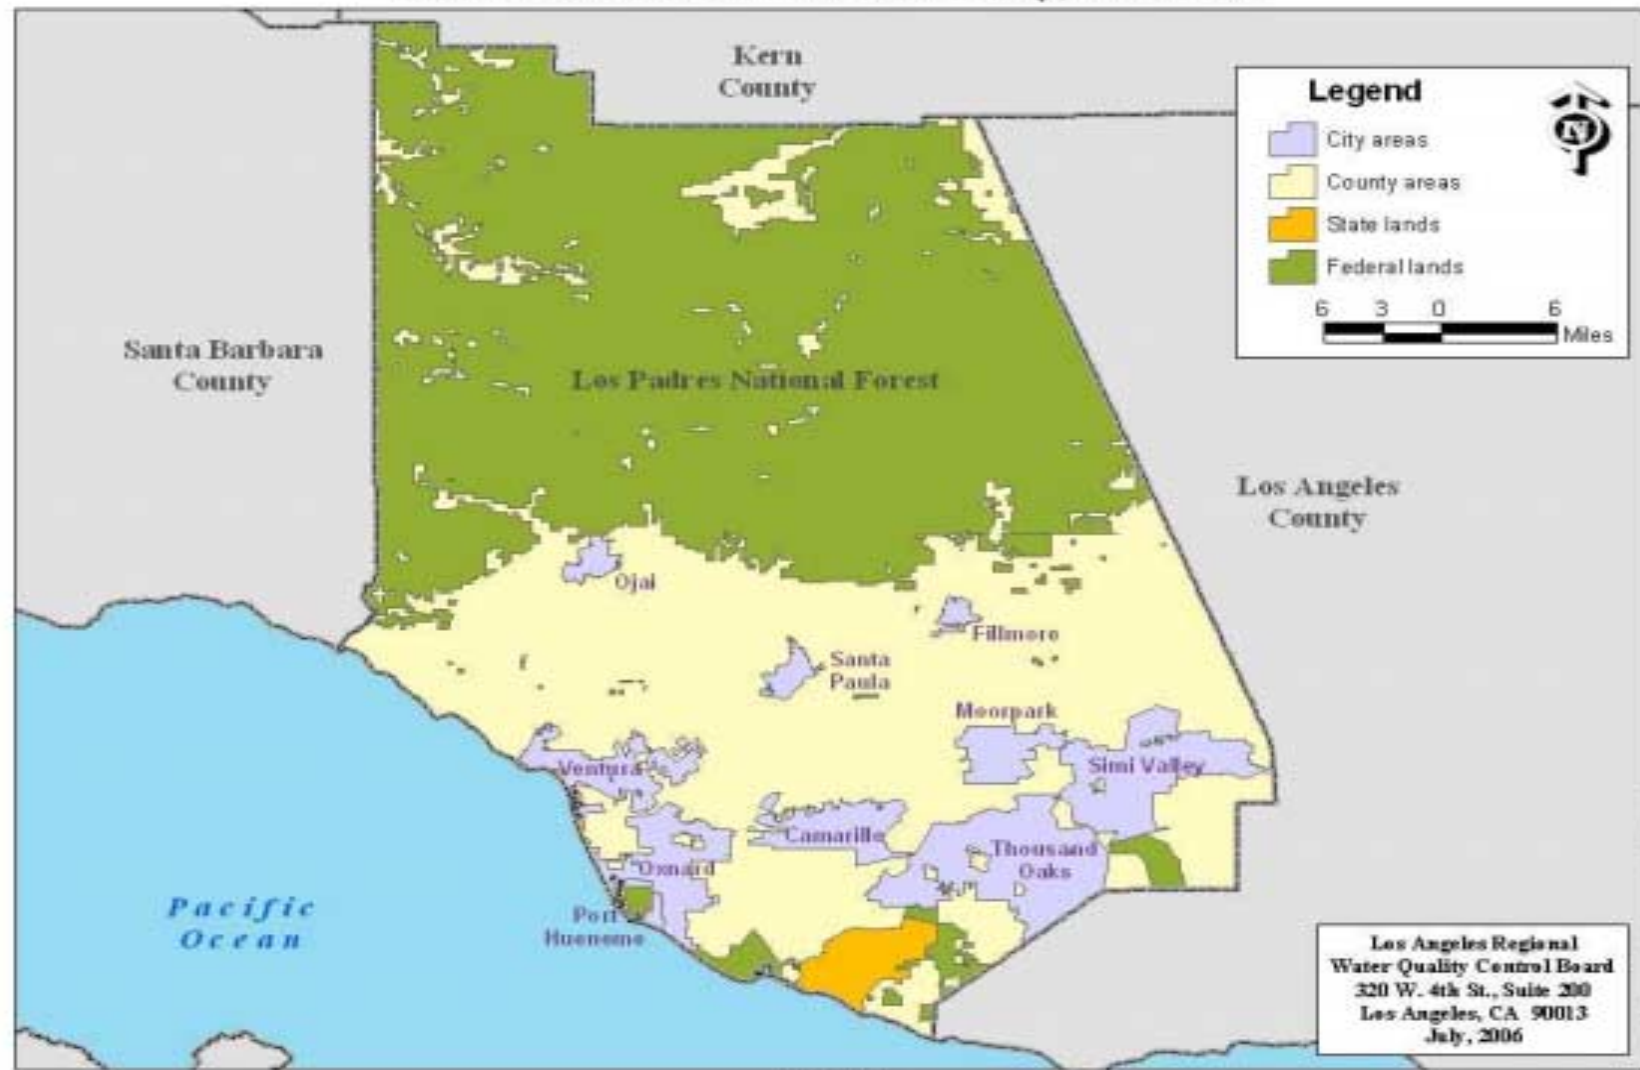 Kern
County
Legend
N
City areas
County areas
State lands
Federal lands
6 3 0 6
Miles
Santa Barbara
County
Los Padres National Forest
Los Angeles
County
Ojai
Fillmore
Santa
Paula
Moorpark
Ventura
Simi Valley
Camarillo
Thousand
Oaks
Oxnard
Port
Hueneme
Pacific
Ocean
Los Angeles Regional
Water Quality Control Board
320 W. 4th St., Suite 200
Los Angeles, CA 90013
July, 2006